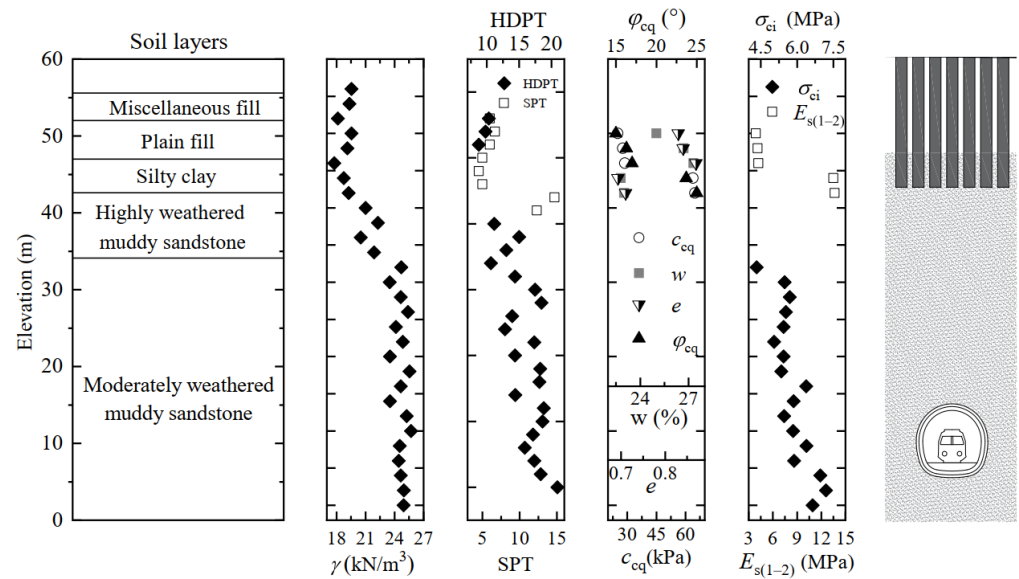 HDPT
φcq (°)
σci (MPa)
Soil layers
10 15 20
15 20 25
4.5 6.0 7.5
60
50
40
30
20
10
0
Elevation (m)
Miscellaneous fill
Plain fill
Silty clay
Highly weathered
muddy sandstone
Moderately weathered
muddy sandstone
HDPT
SPT
ccq
w
e
φcq
24 27
w (%)
0.7 0.8
e
σci
Es(1–2)
18 21 24 27
γ (kN/m³)
5 10 15
SPT
30 60
ccq(kPa)
3 6 9 12 15
Es(1–2) (MPa)